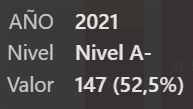 AÑO 2021
Nivel Nivel A-
Valor 147 (52,5%)